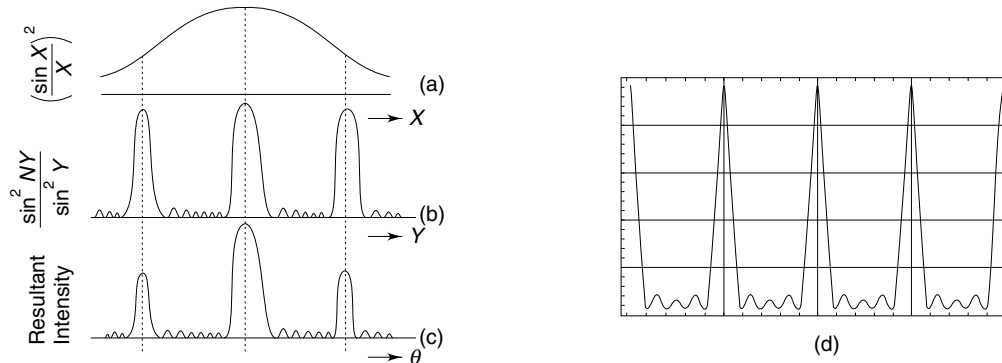 (sin X / X)²
(a)
X
sin² NY / sin² Y
(b)
Y
Resultant
Intensity
(c)
θ
(d)